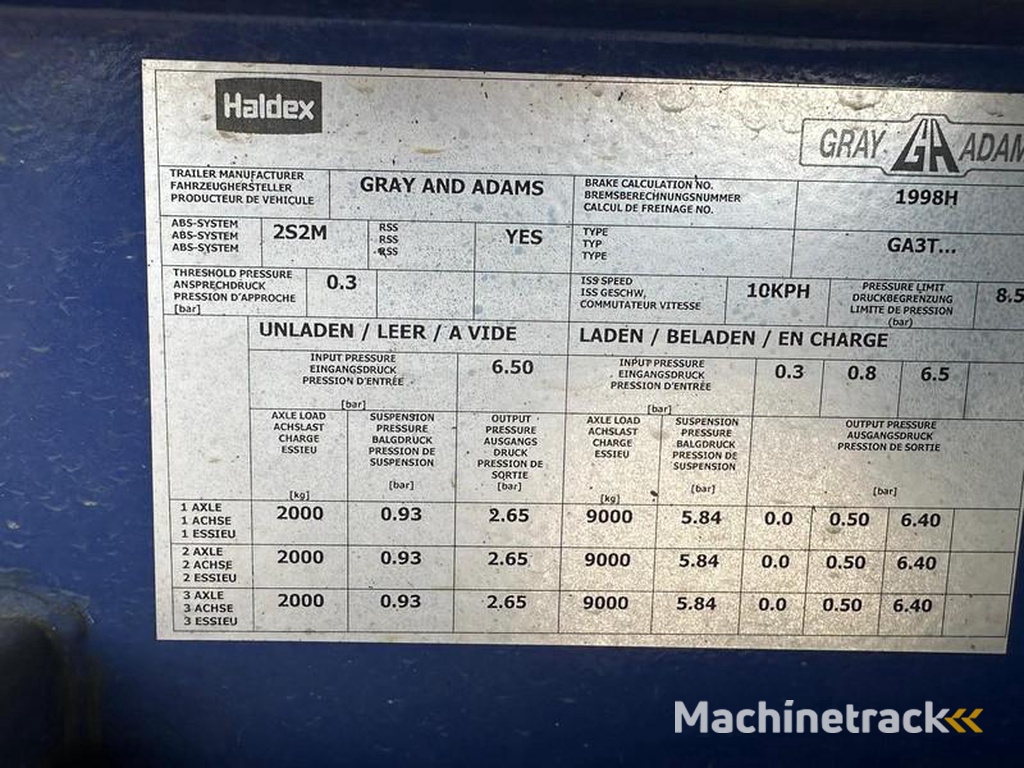 Haldex
GRAY GA ADAM
TRAILER MANUFACTURER
FAHRZEUGHERSTELLER
PRODUCTEUR DE VEHICULE
GRAY AND ADAMS
BRAKE CALCULATION NO.
BREMSBERECHNUNGSNUMMER
CALCUL DE FREINAGE NO.
1998H
ABS-SYSTEM
ABS-SYSTEM
ABS-SYSTEM
2S2M
RSS
RSS
RSS
YES
TYPE
TYP
TYPE
GA3T...
THRESHOLD PRESSURE
ANSPRECHDRUCK
PRESSION D'APPROCHE
[bar]
0.3
ISS SPEED
ISS GESCHW,
COMMUTATEUR VITESSE
10KPH
PRESSURE LIMIT
DRUCKBEGRENZUNG
LIMITE DE PRESSION
(bar)
8.5
UNLADEN / LEER / A VIDE
LADEN / BELADEN / EN CHARGE
INPUT PRESSURE
EINGANGSDRUCK
PRESSION D'ENTRÉE
[bar]
6.50
INPUT PRESSURE
EINGANGSDRUCK
PRESSION D'ENTRÉE
[bar]
0.3 0.8 6.5
AXLE LOAD
ACHSLAST
CHARGE
ESSIEU
[kg]
SUSPENSION
PRESSURE
BALGDRUCK
PRESSION DE
SUSPENSION
[bar]
OUTPUT
PRESSURE
AUSGANGS
DRUCK
PRESSION DE
SORTIE
[bar]
AXLE LOAD
ACHSLAST
CHARGE
ESSIEU
[kg]
SUSPENSION
PRESSURE
BALGDRUCK
PRESSION DE
SUSPENSION
[bar]
OUTPUT PRESSURE
AUSGANGSDRUCK
PRESSION DE SORTIE
[bar]
1 AXLE
1 ACHSE
1 ESSIEU
2000 0.93 2.65 9000 5.84 0.0 0.50 6.40
2 AXLE
2 ACHSE
2 ESSIEU
2000 0.93 2.65 9000 5.84 0.0 0.50 6.40
3 AXLE
3 ACHSE
3 ESSIEU
2000 0.93 2.65 9000 5.84 0.0 0.50 6.40
Machinetrack